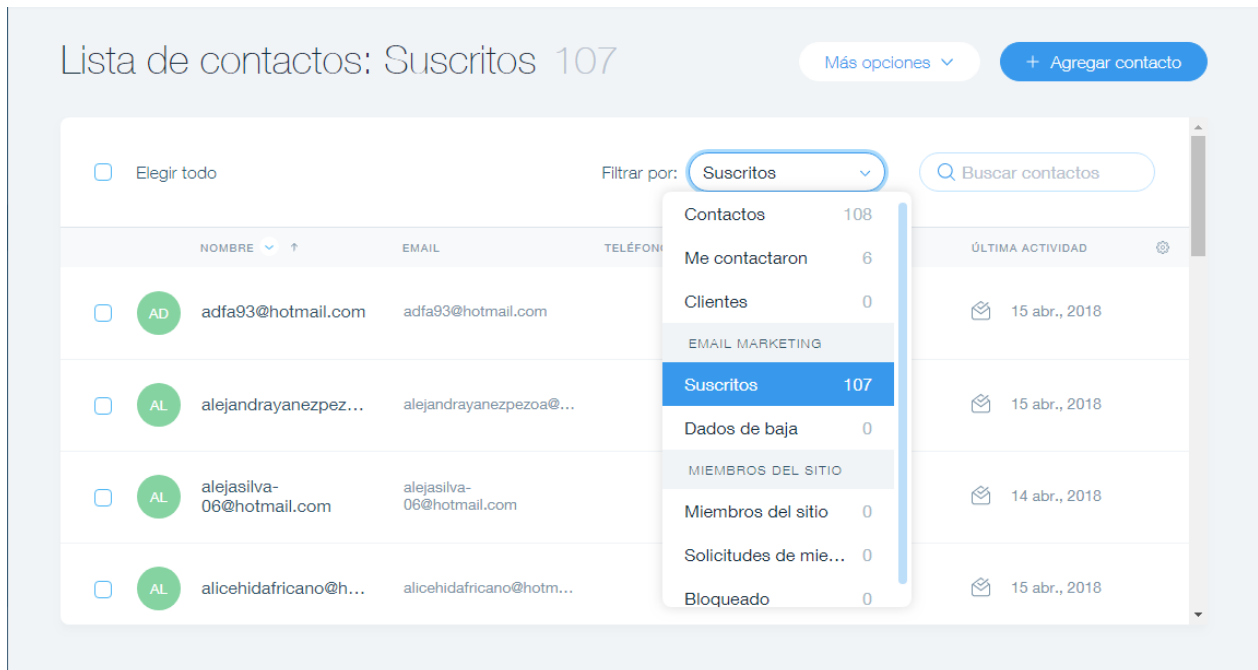 Lista de contactos: Suscritos 107
Más opciones
+ Agregar contacto
Elegir todo
Filtrar por: Suscritos
Buscar contactos
Contactos 108
Me contactaron 6
Clientes 0
EMAIL MARKETING
Suscritos 107
Dados de baja 0
MIEMBROS DEL SITIO
Miembros del sitio 0
Solicitudes de mie... 0
Bloqueado 0
NOMBRE EMAIL TELÉFONO ÚLTIMA ACTIVIDAD
AD adfa93@hotmail.com adfa93@hotmail.com 15 abr., 2018
AL alejandrayanezpez... alejandrayanezpezoa@... 15 abr., 2018
AL alejasilva-
06@hotmail.com alejasilva-
06@hotmail.com 14 abr., 2018
AL alicehidafricano@h... alicehidafricano@hotm... 15 abr., 2018